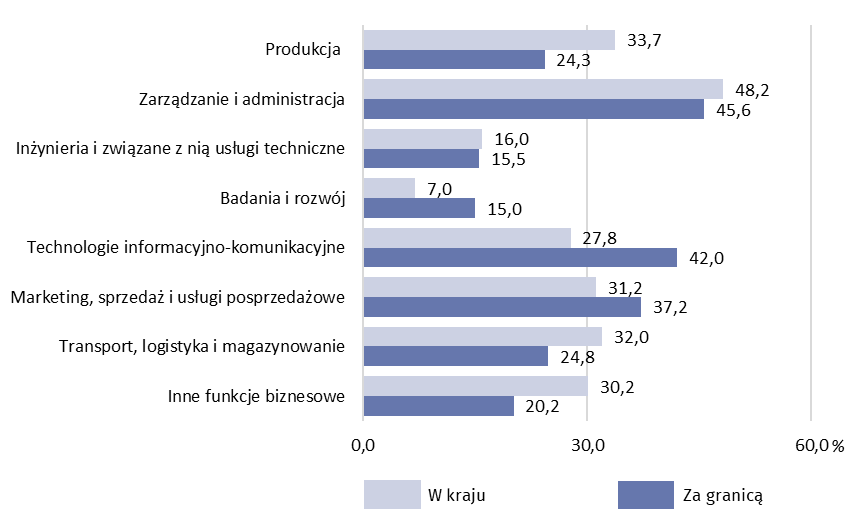 Produkcja
33,7
24,3
Zarządzanie i administracja
48,2
45,6
Inżynieria i związane z nią usługi techniczne
16,0
15,5
Badania i rozwój
7,0
15,0
Technologie informacyjno-komunikacyjne
27,8
42,0
Marketing, sprzedaż i usługi posprzedażowe
31,2
37,2
Transport, logistyka i magazynowanie
32,0
24,8
Inne funkcje biznesowe
30,2
20,2
0,0 30,0 60,0 %
W kraju Za granicą